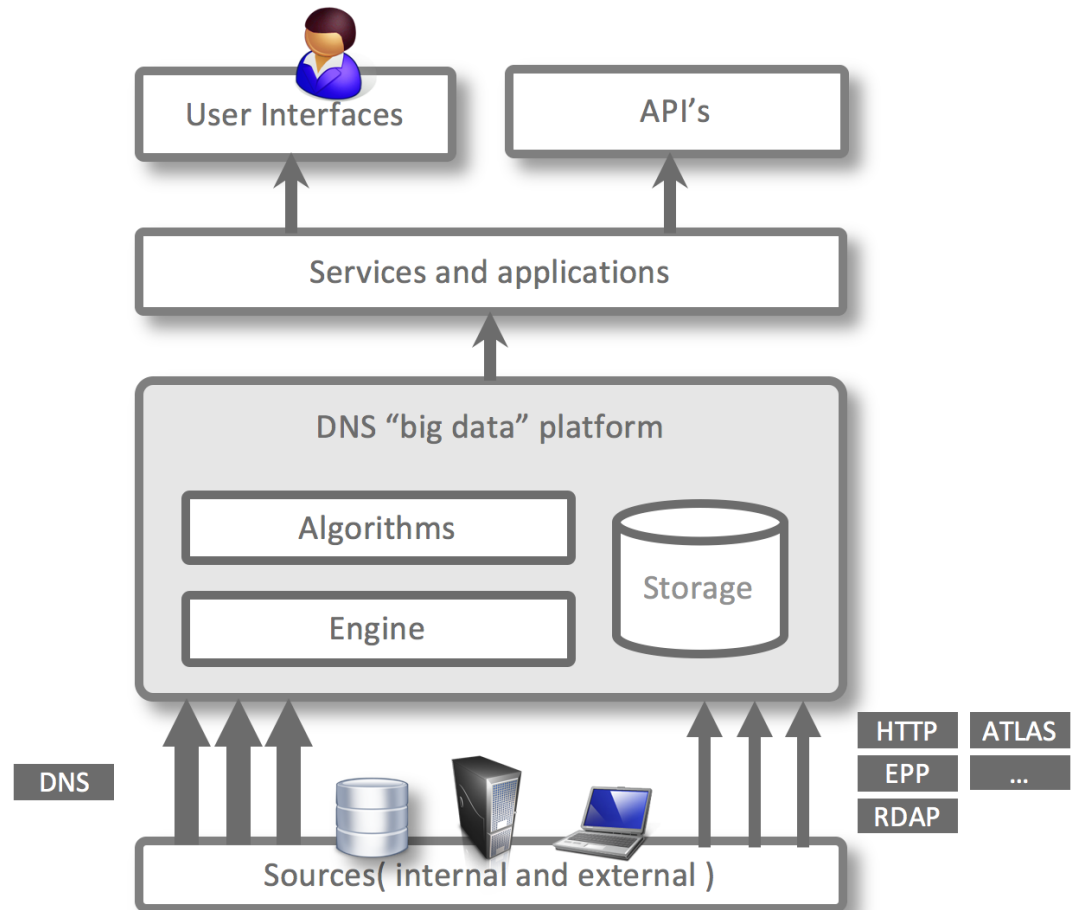 User Interfaces
API’s
Services and applications
DNS “big data” platform
Algorithms
Storage
Engine
HTTP
ATLAS
DNS
EPP
...
RDAP
Sources( internal and external )